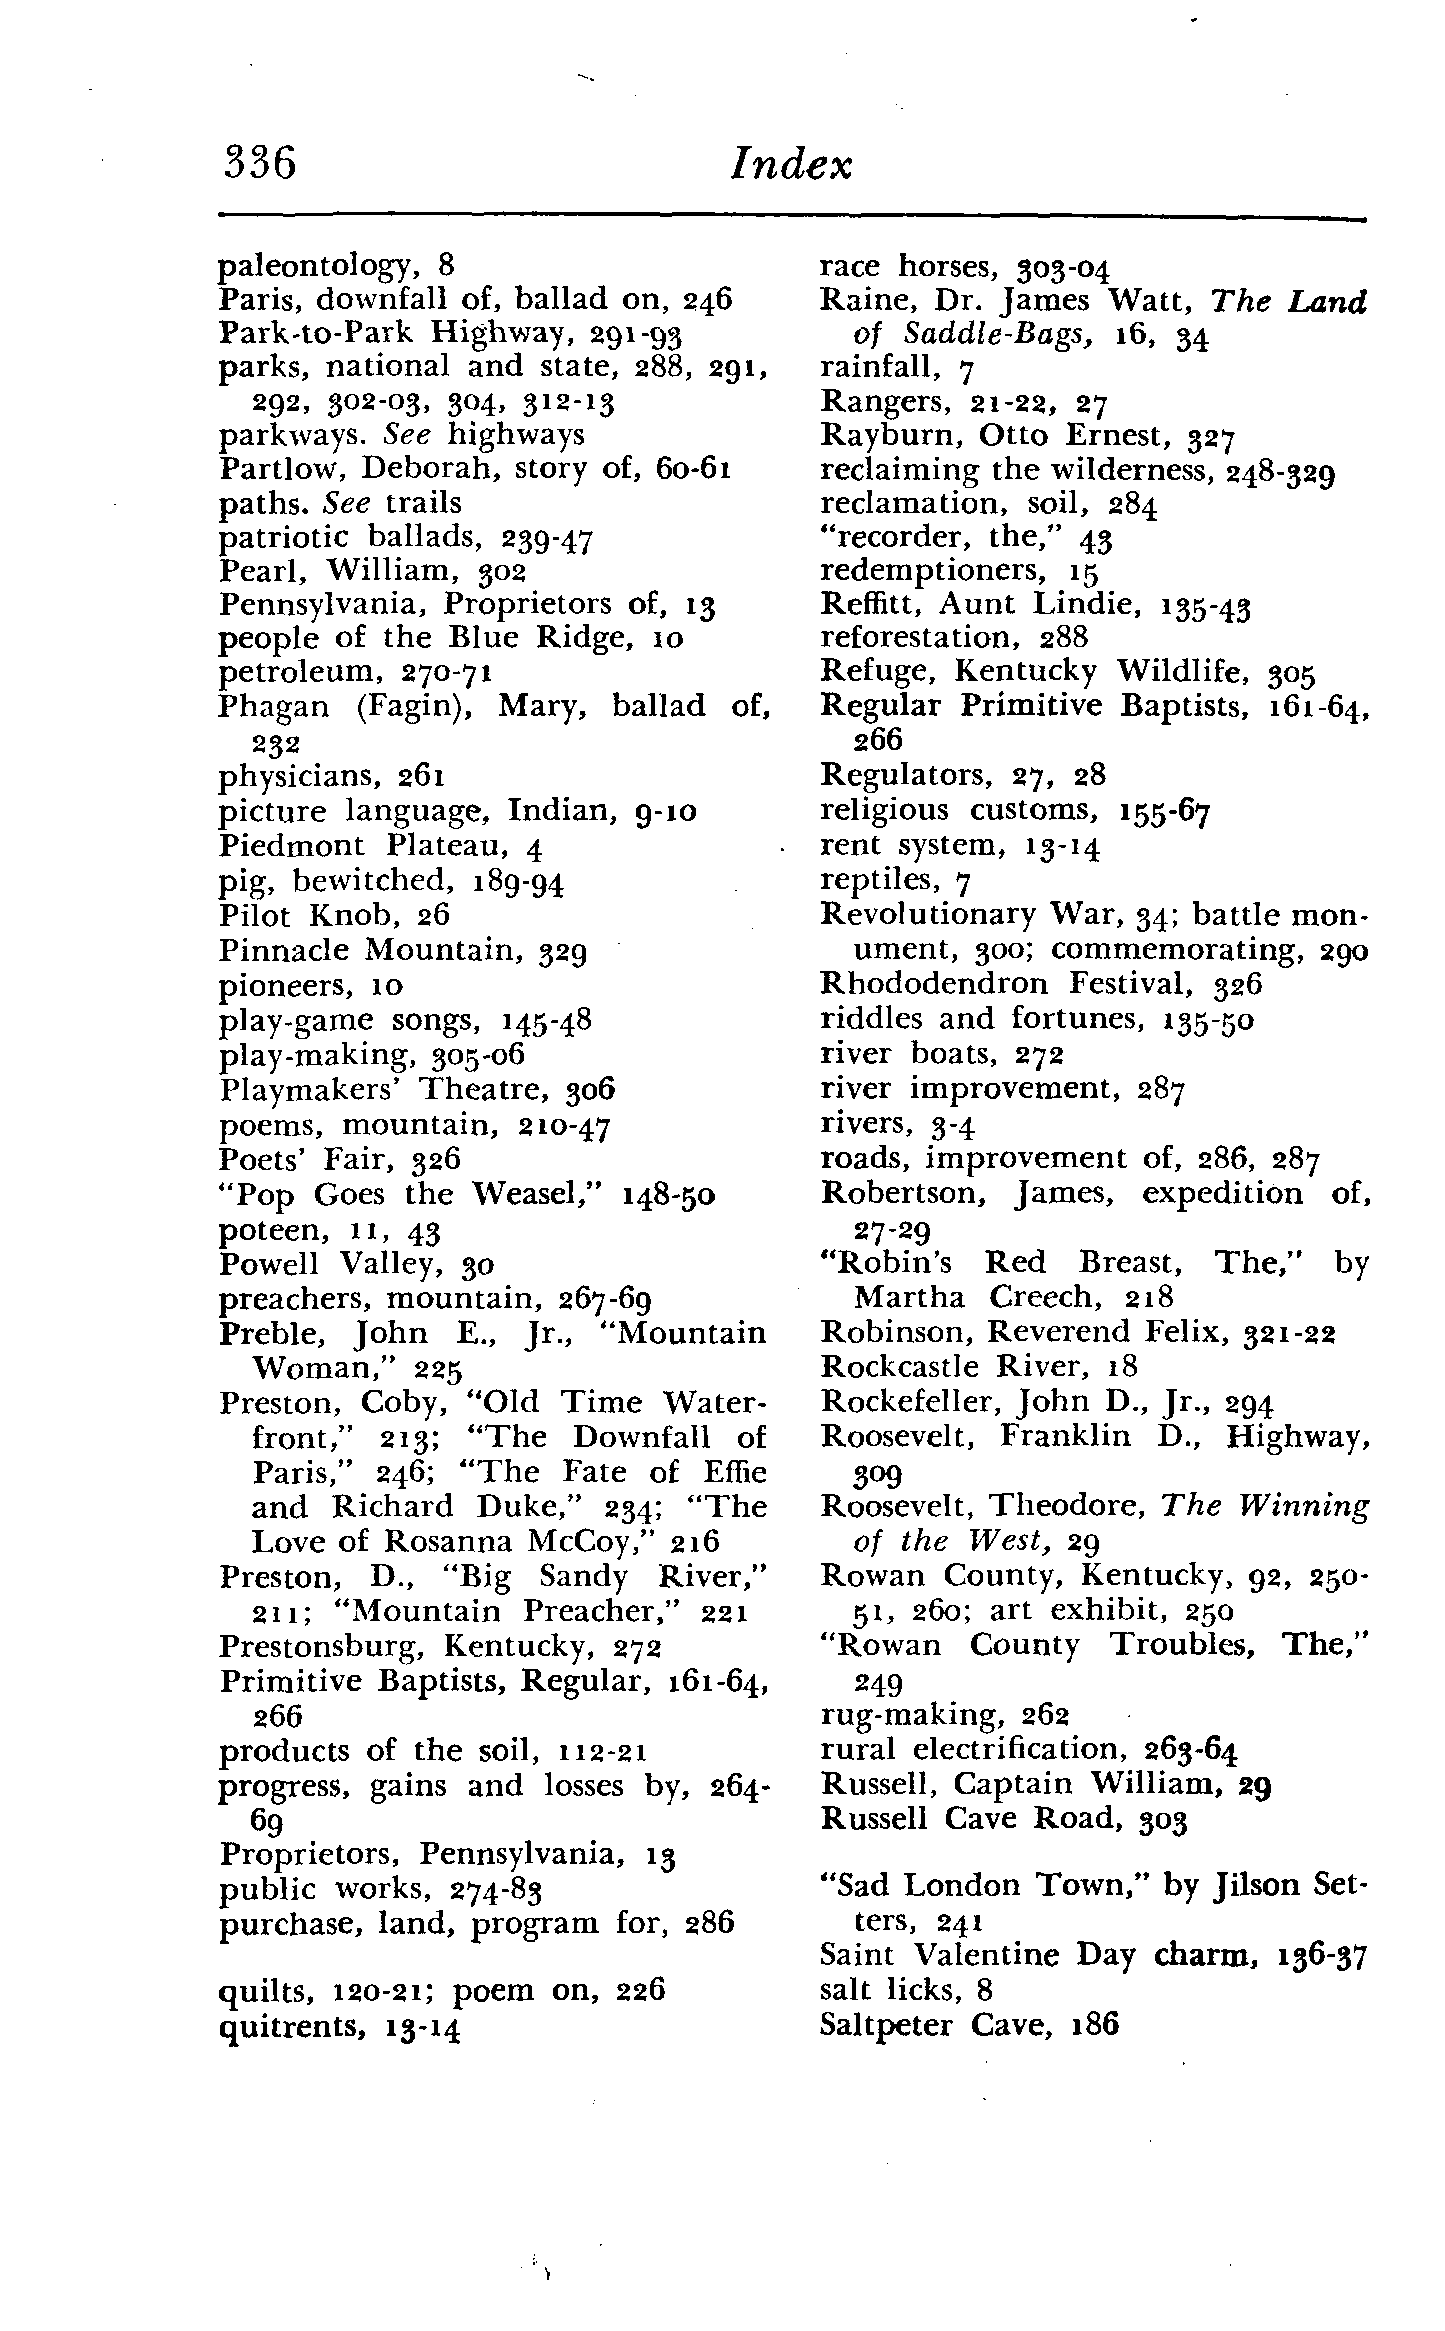 336
Index
paleontology, 8
Paris, downfall of, ballad on, 246
Park-to-Park Highway, 291-93
parks, national and state, 288, 291,
292, 302-03, 304, 312-13
parkways. See highways
Partlow, Deborah, story of, 60-61
paths. See trails
patriotic ballads, 239-47
Pearl, William, 302
Pennsylvania, Proprietors of, 13
people of the Blue Ridge, 10
petroleum, 270-71
Phagan (Fagin), Mary, ballad of,
232
physicians, 261
picture language, Indian, 9-10
Piedmont Plateau, 4
pig, bewitched, 189-94
Pilot Knob, 26
Pinnacle Mountain, 329
pioneers, 10
play-game songs, 145-48
play-making, 305-06
Playmakers' Theatre, 306
poems, mountain, 210-47
Poets' Fair, 326
"Pop Goes the Weasel," 148-50
poteen, 11, 43
Powell Valley, 30
preachers, mountain, 267-69
Preble, John E., Jr., "Mountain
Woman," 225
Preston, Coby, "Old Time Water-
front," 213; "The Downfall of
Paris," 246; "The Fate of Effie
and Richard Duke," 234; "The
Love of Rosanna McCoy," 216
Preston, D., "Big Sandy River,"
211; "Mountain Preacher," 221
Prestonsburg, Kentucky, 272
Primitive Baptists, Regular, 161-64,
266
products of the soil, 112-21
progress, gains and losses by, 264-
69
Proprietors, Pennsylvania, 13
public works, 274-83
purchase, land, program for, 286
quilts, 120-21; poem on, 226
quitrents, 13-14
race horses, 303-04
Raine, Dr. James Watt, The Land
of Saddle-Bags, 16, 34
rainfall, 7
Rangers, 21-22, 27
Rayburn, Otto Ernest, 327
reclaiming the wilderness, 248-329
reclamation, soil, 284
"recorder, the," 43
redemptioners, 15
Reffitt, Aunt Lindie, 135-43
reforestation, 288
Refuge, Kentucky Wildlife, 305
Regular Primitive Baptists, 161-64,
266
Regulators, 27, 28
religious customs, 155-67
rent system, 13-14
reptiles, 7
Revolutionary War, 34; battle mon-
ument, 300; commemorating, 290
Rhododendron Festival, 326
riddles and fortunes, 135-50
river boats, 272
river improvement, 287
rivers, 3-4
roads, improvement of, 286, 287
Robertson, James, expedition of,
27-29
"Robin's Red Breast, The," by
Martha Creech, 218
Robinson, Reverend Felix, 321-22
Rockcastle River, 18
Rockefeller, John D., Jr., 294
Roosevelt, Franklin D., Highway,
309
Roosevelt, Theodore, The Winning
of the West, 29
Rowan County, Kentucky, 92, 250-
51, 260; art exhibit, 250
"Rowan County Troubles, The,"
249
rug-making, 262
rural electrification, 263-64
Russell, Captain William, 29
Russell Cave Road, 303
"Sad London Town," by Jilson Set-
ters, 241
Saint Valentine Day charm, 136-37
salt licks, 8
Saltpeter Cave, 186